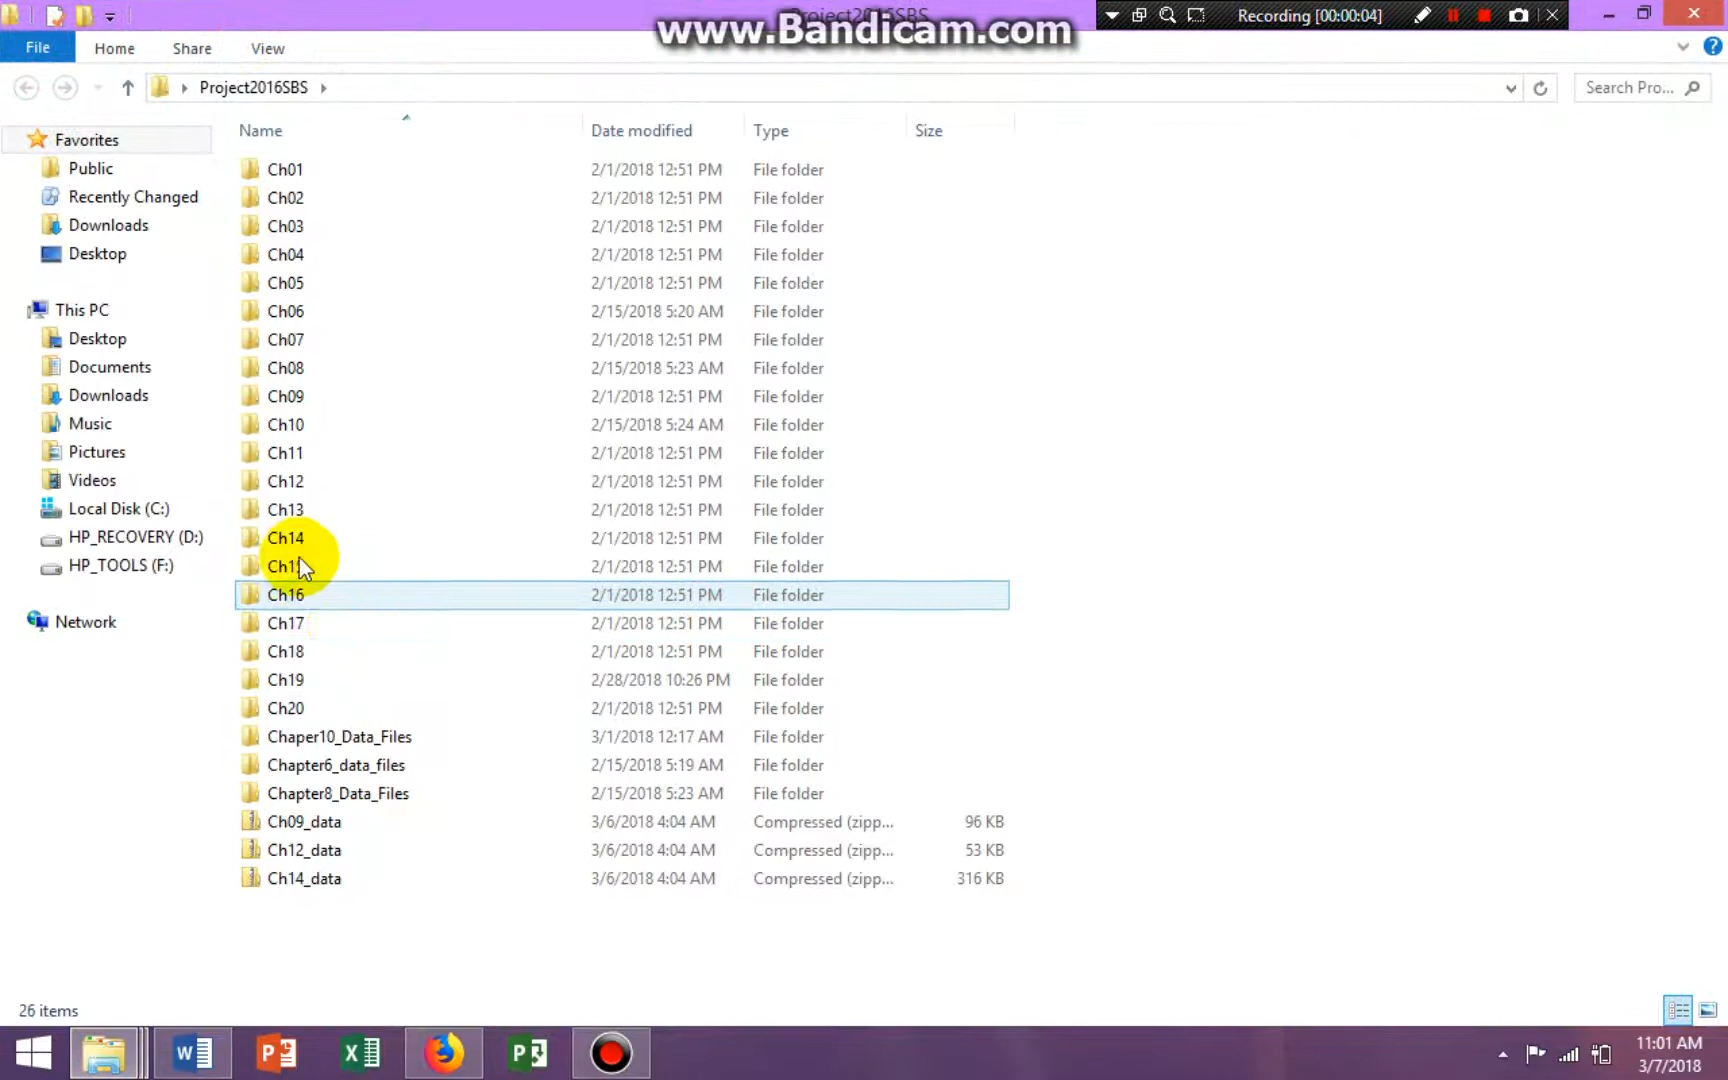 Project2016SBS
www.Bandicam.com
Recording [00:00:04]
File Home Share View
Project2016SBS
Search Pro...
Name Date modified Type Size
Favorites
Public
Recently Changed
Downloads
Desktop
This PC
Desktop
Documents
Downloads
Music
Pictures
Videos
Local Disk (C:)
HP_RECOVERY (D:)
HP_TOOLS (F:)
Network
Ch01 2/1/2018 12:51 PM File folder
Ch02 2/1/2018 12:51 PM File folder
Ch03 2/1/2018 12:51 PM File folder
Ch04 2/1/2018 12:51 PM File folder
Ch05 2/1/2018 12:51 PM File folder
Ch06 2/15/2018 5:20 AM File folder
Ch07 2/1/2018 12:51 PM File folder
Ch08 2/15/2018 5:23 AM File folder
Ch09 2/1/2018 12:51 PM File folder
Ch10 2/15/2018 5:24 AM File folder
Ch11 2/1/2018 12:51 PM File folder
Ch12 2/1/2018 12:51 PM File folder
Ch13 2/1/2018 12:51 PM File folder
Ch14 2/1/2018 12:51 PM File folder
Ch15 2/1/2018 12:51 PM File folder
Ch16 2/1/2018 12:51 PM File folder
Ch17 2/1/2018 12:51 PM File folder
Ch18 2/1/2018 12:51 PM File folder
Ch19 2/28/2018 10:26 PM File folder
Ch20 2/1/2018 12:51 PM File folder
Chaper10_Data_Files 3/1/2018 12:17 AM File folder
Chapter6_data_files 2/15/2018 5:19 AM File folder
Chapter8_Data_Files 2/15/2018 5:23 AM File folder
Ch09_data 3/6/2018 4:04 AM Compressed (zipp... 96 KB
Ch12_data 3/6/2018 4:04 AM Compressed (zipp... 53 KB
Ch14_data 3/6/2018 4:04 AM Compressed (zipp... 316 KB
26 items
11:01 AM
3/7/2018